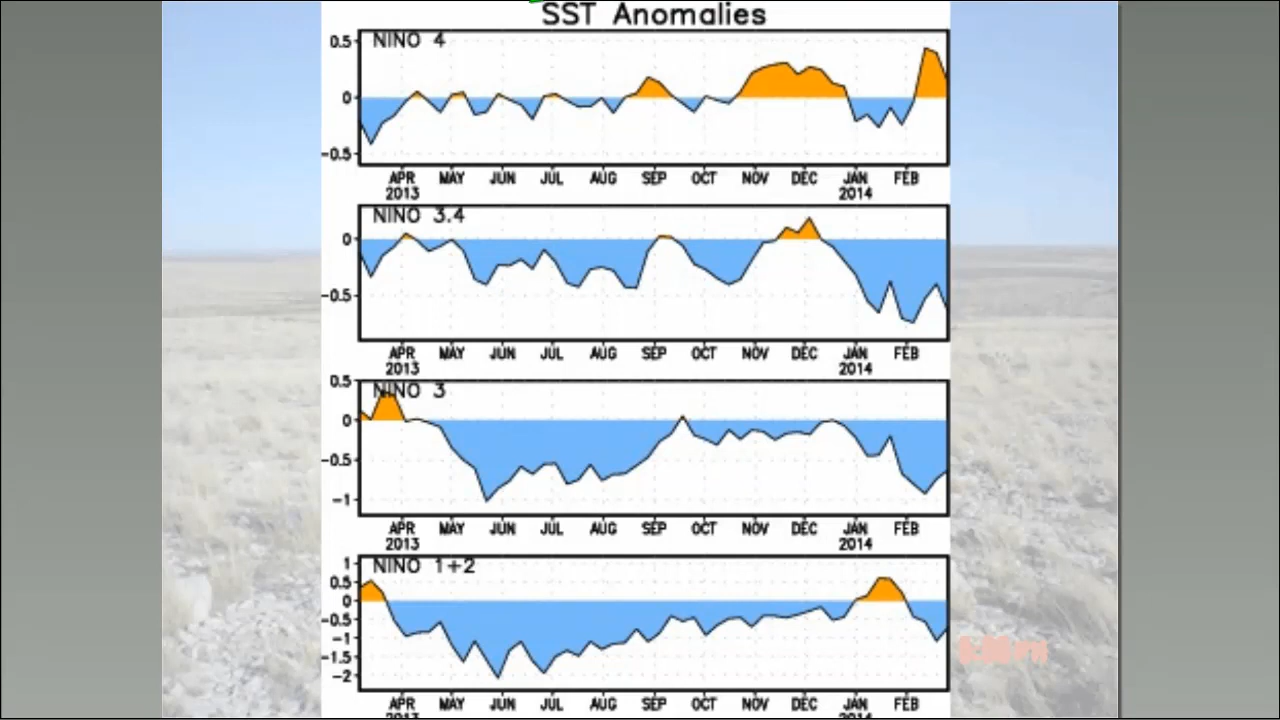 SST Anomalies
NINO 4
0.5
0
-0.5
APR MAY JUN JUL AUG SEP OCT NOV DEC JAN FEB
2013 2014
NINO 3.4
0
-0.5
APR MAY JUN JUL AUG SEP OCT NOV DEC JAN FEB
2013 2014
0.5
NINO 3
0
-0.5
-1
APR MAY JUN JUL AUG SEP OCT NOV DEC JAN FEB
2013 2014
1
NINO 1+2
0.5
0
-0.5
-1
-1.5
-2
APR MAY JUN JUL AUG SEP OCT NOV DEC JAN FEB
2013 2014